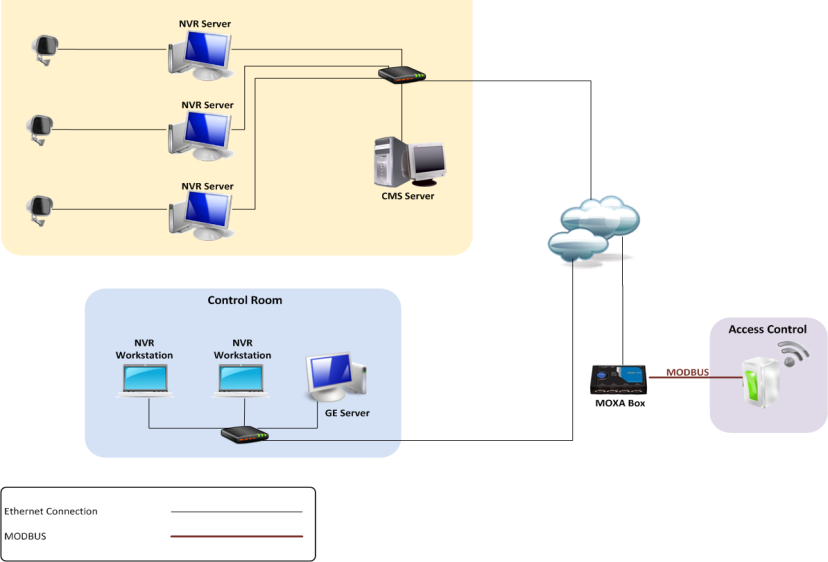 NVR Server
NVR Server
NVR Server
CMS Server
Control Room
NVR
Workstation
NVR
Workstation
GE Server
Access Control
MODBUS
MOXA Box
Ethernet Connection
MODBUS